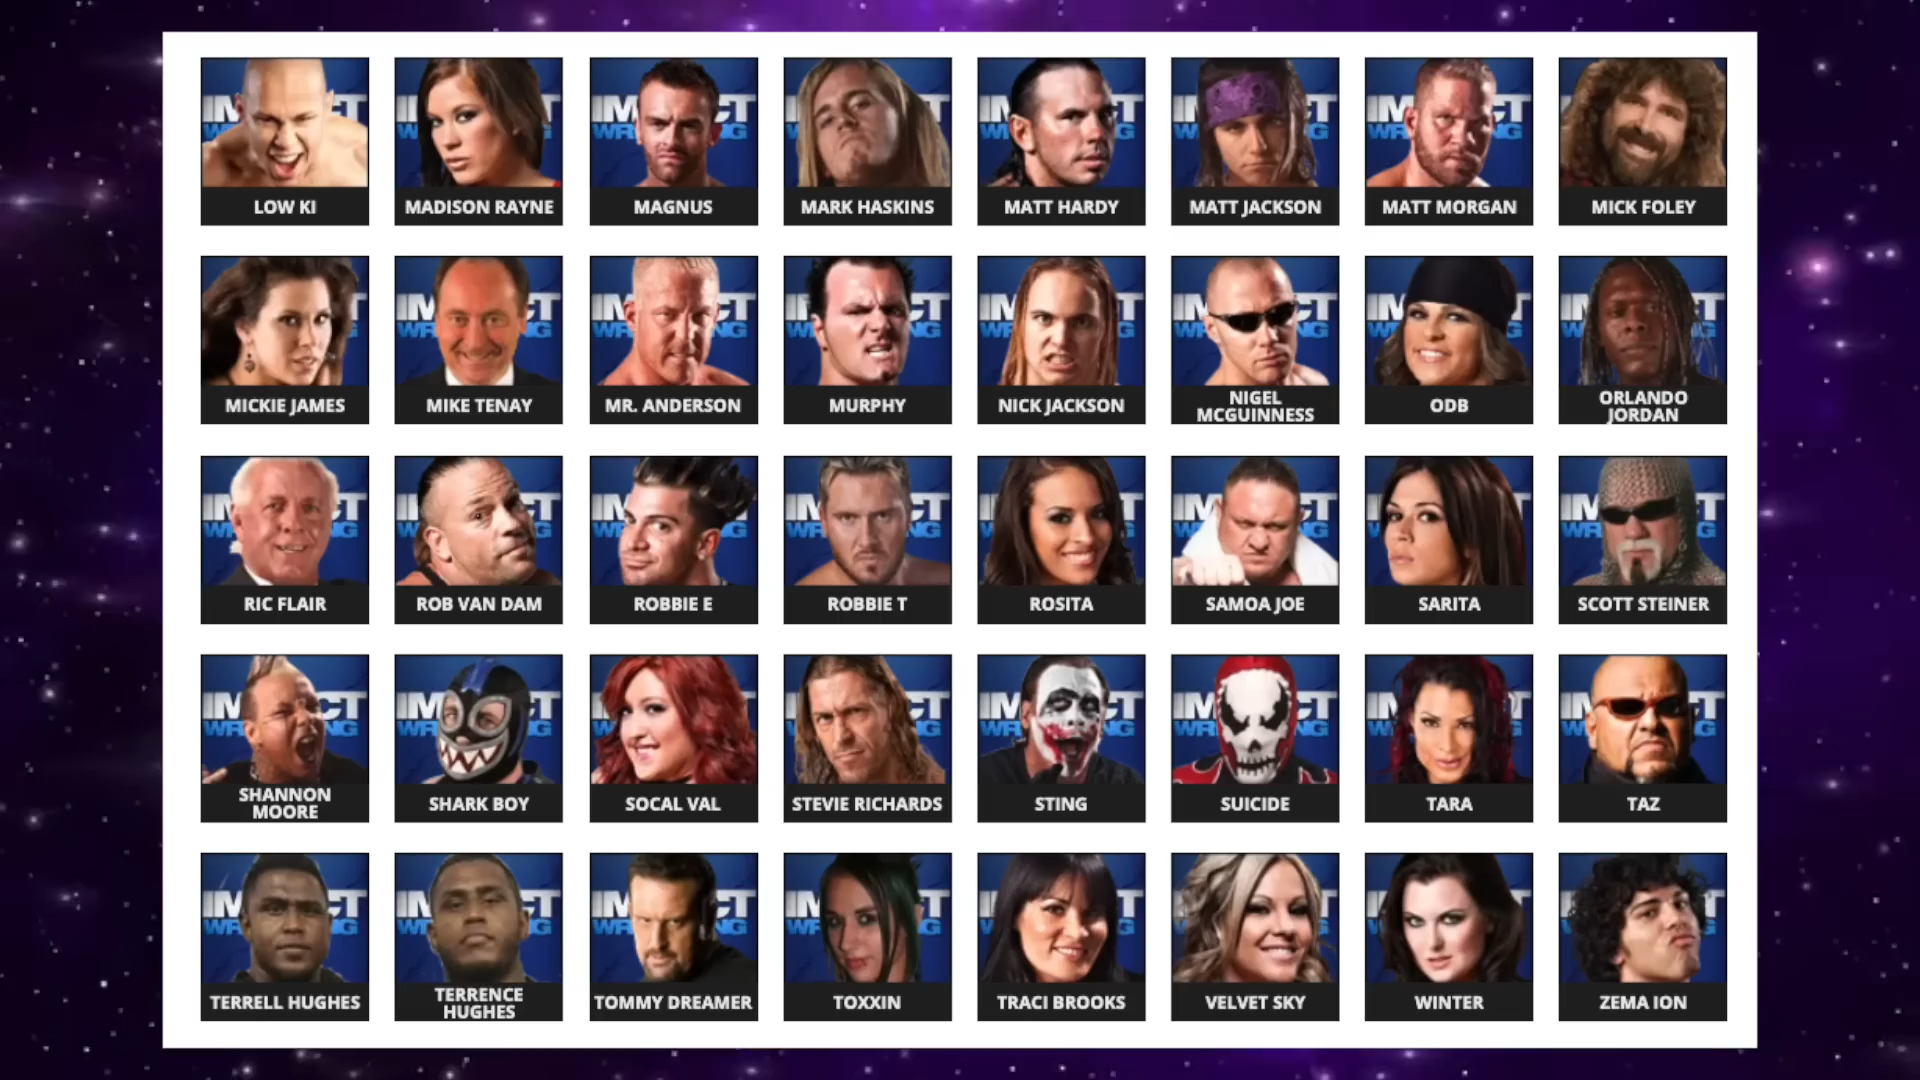 LOW KI
MADISON RAYNE
MAGNUS
MARK HASKINS
MATT HARDY
MATT JACKSON
MATT MORGAN
MICK FOLEY
MICKIE JAMES
MIKE TENAY
MR. ANDERSON
MURPHY
NICK JACKSON
NIGEL
MCGUINNESS
ODB
ORLANDO
JORDAN
RIC FLAIR
ROB VAN DAM
ROBBIE E
ROBBIE T
ROSITA
SAMOA JOE
SARITA
SCOTT STEINER
SHANNON
MOORE
SHARK BOY
SOCAL VAL
STEVIE RICHARDS
STING
SUICIDE
TARA
TAZ
TERRELL HUGHES
TERRENCE
HUGHES
TOMMY DREAMER
TOXXIN
TRACI BROOKS
VELVET SKY
WINTER
ZEMA ION